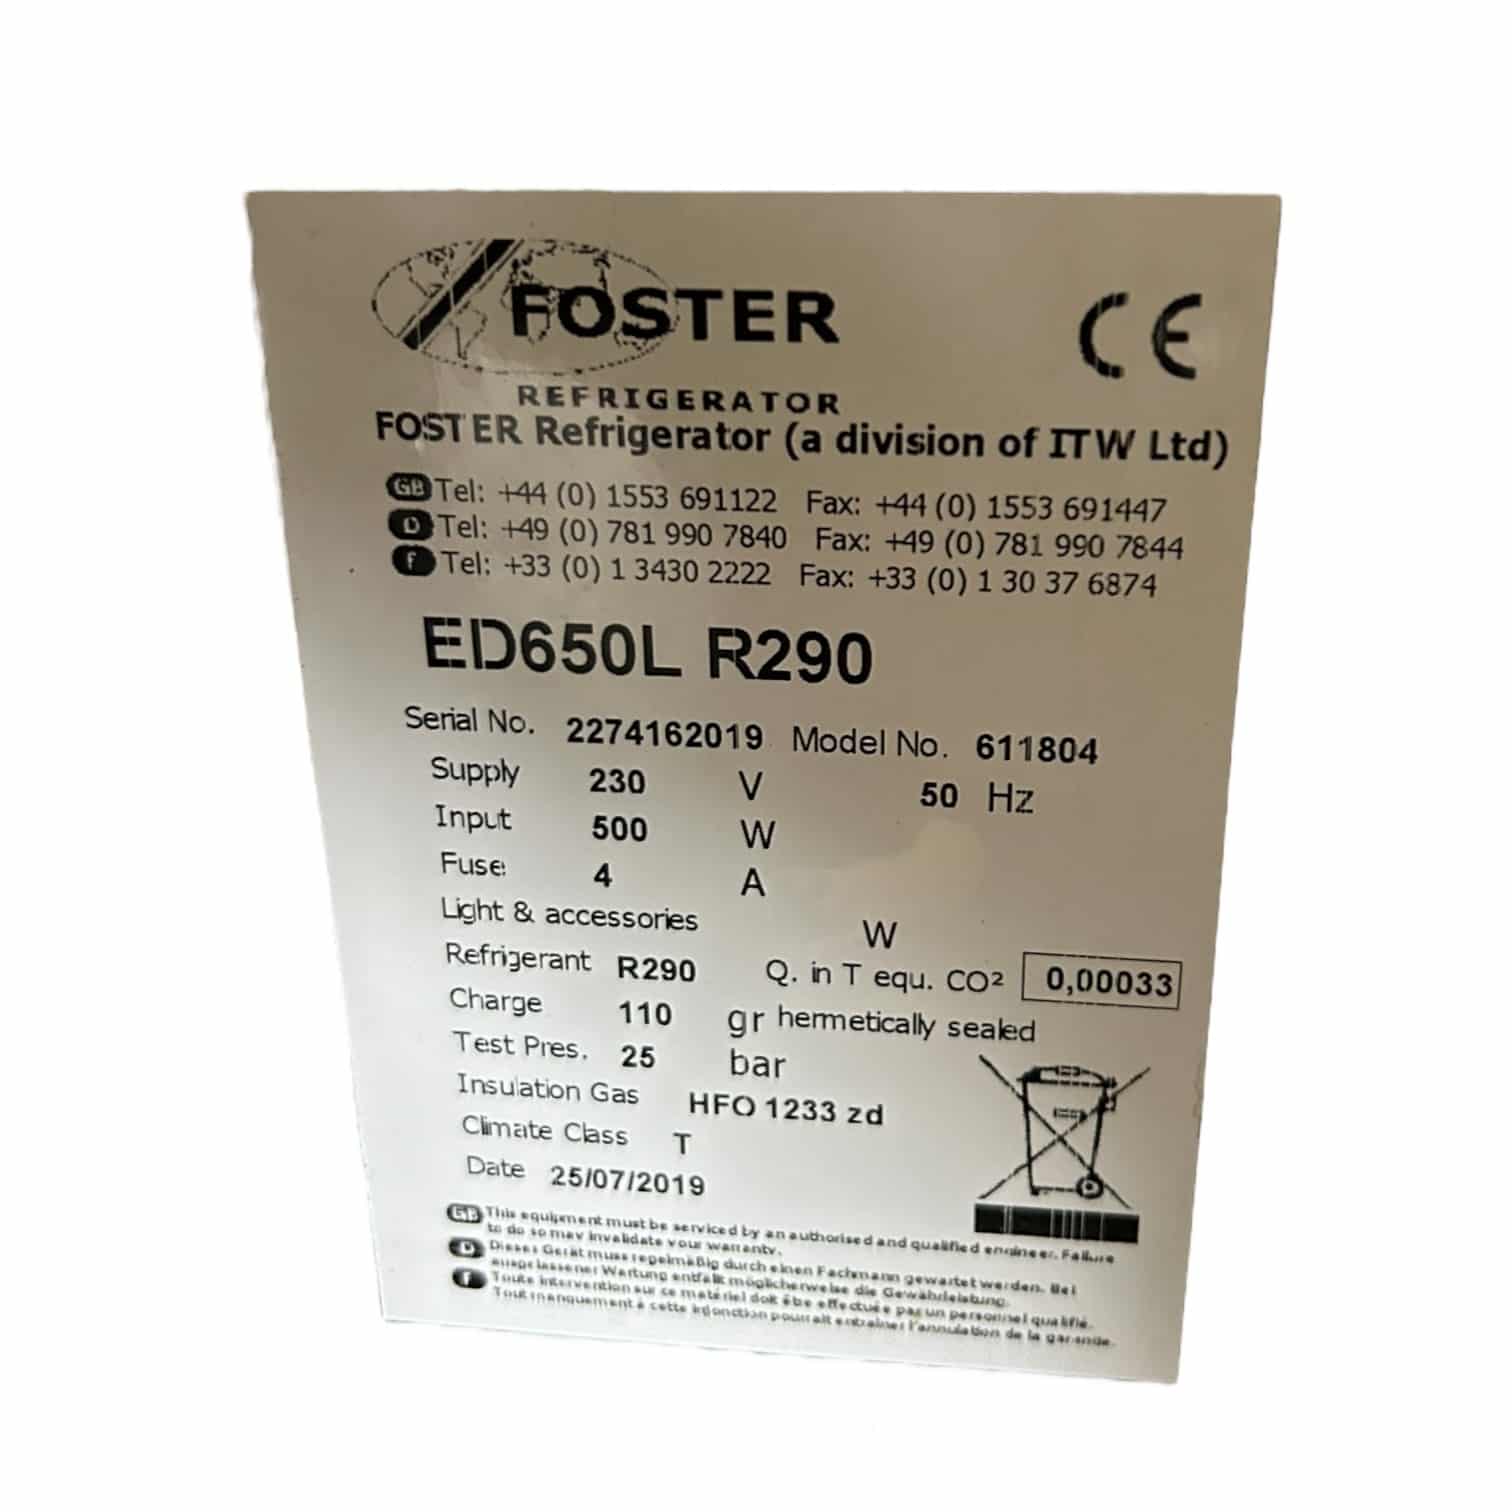 FOSTER
REFRIGERATOR
CE
FOSTER Refrigerator (a division of ITW Ltd)
GB Tel: +44 (0) 1553 691122 Fax: +44 (0) 1553 691447
D Tel: +49 (0) 781 990 7840 Fax: +49 (0) 781 990 7844
f Tel: +33 (0) 1 3430 2222 Fax: +33 (0) 1 30 37 6874
ED650L R290
Serial No. 2274162019 Model No. 611804
Supply 230 V 50 Hz
Input 500 W
Fuse: 4 A
Light & accessories W
Refrigerant R290 Q. in T equ. CO² 0,00033
Charge 110 gr hermetically sealed
Test Pres. 25 bar
Insulation Gas HFO 1233 zd
Climate Class T
Date 25/07/2019
GB This equipment must be serviced by an authorised and qualified engineer. Failure
to do so may invalidate your warranty.
D Dieses Gerät muss regelmäßig durch einen Fachmann gewartet werden. Bei
ausgelassener Wartung entfällt möglicherweise die Gewährleistung.
f Toute intervention sur ce matériel doit être effectuée par un personnel qualifié.
Tout manquement à cette injonction pourrait entraîner l'annulation de la garantie.